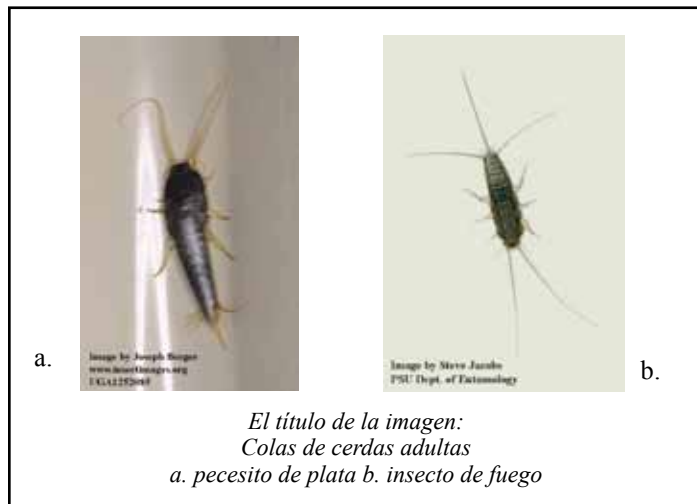 a.
Image by Joseph Berger
www.insectimages.org
Image by Steve Jacobs
PSU Dept. of Entomology
b.
El título de la imagen:
Colas de cerdas adultas
a. pecesito de plata b. insecto de fuego